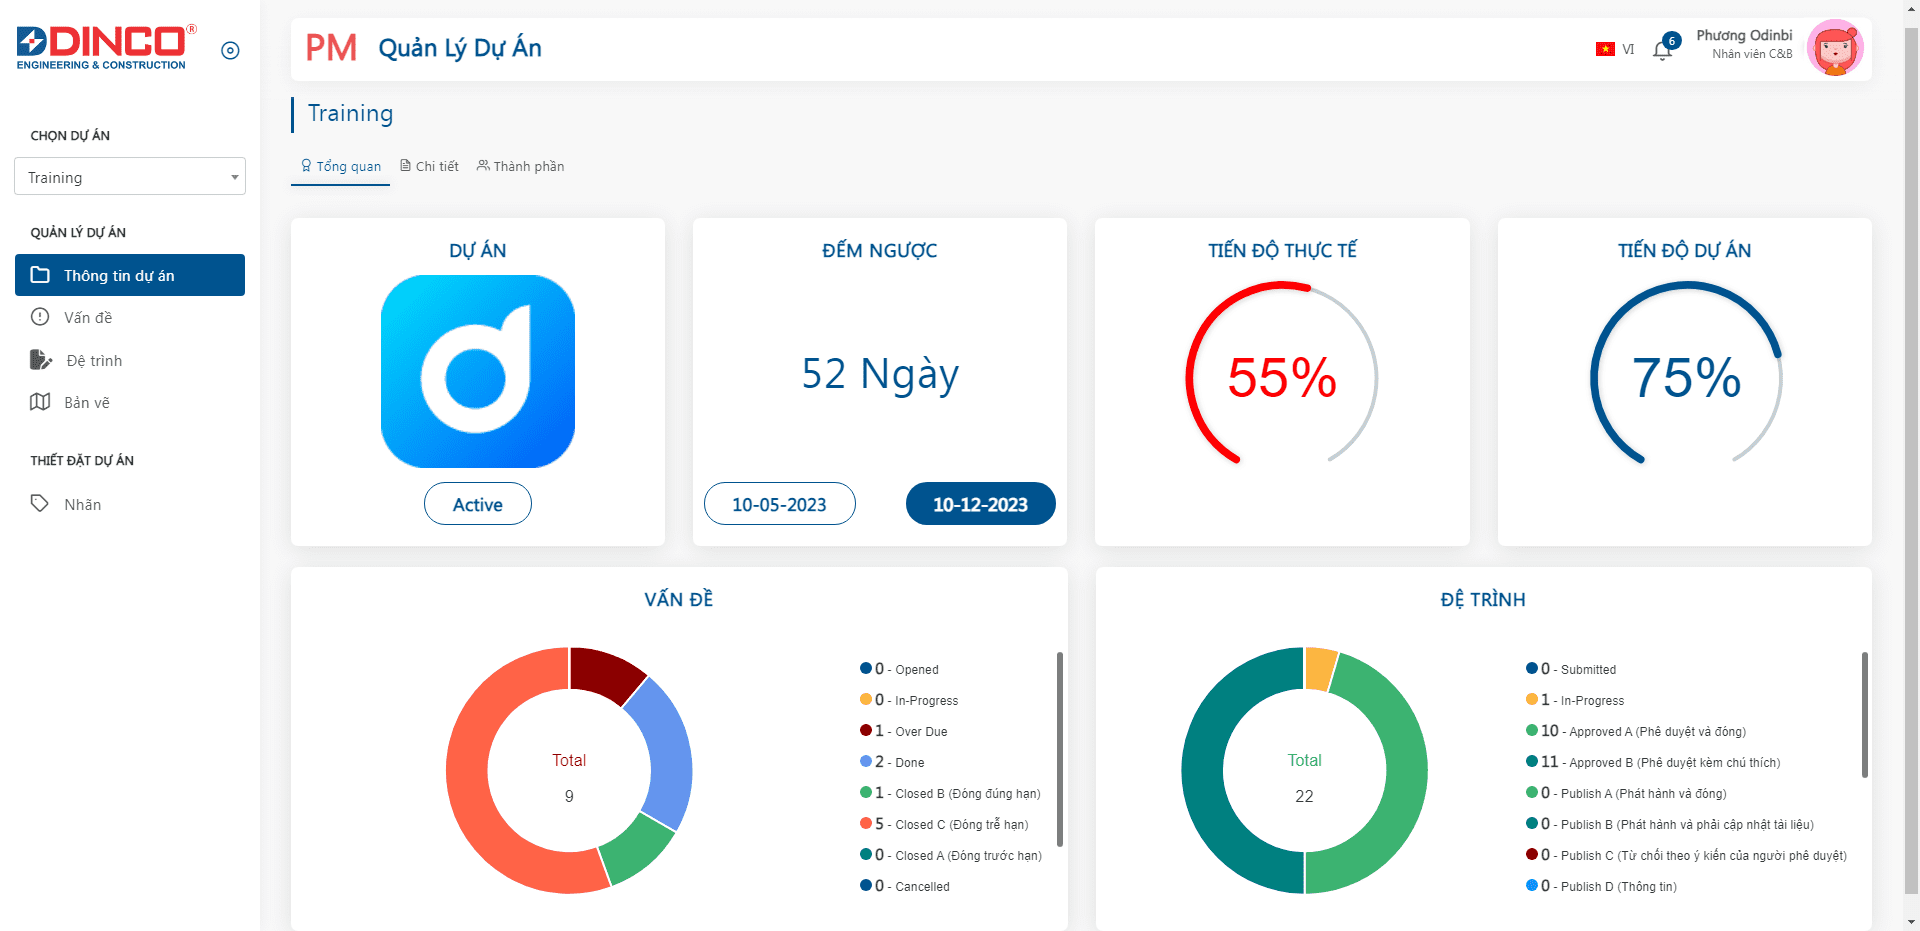 DINCO®
ENGINEERING & CONSTRUCTION
CHỌN DỰ ÁN
Training
QUẢN LÝ DỰ ÁN
Thông tin dự án
Vấn đề
Đệ trình
Bản vẽ
THIẾT ĐẶT DỰ ÁN
Nhãn
PM Quản Lý Dự Án
VI
6
Phương Odinbi
Nhân viên C&B
Training
Tổng quan Chi tiết Thành phần
DỰ ÁN
Active
ĐẾM NGƯỢC
52 Ngày
10-05-2023 10-12-2023
TIẾN ĐỘ THỰC TẾ
55%
TIẾN ĐỘ DỰ ÁN
75%
VẤN ĐỀ
Total
9
0 - Opened
0 - In-Progress
1 - Over Due
2 - Done
1 - Closed B (Đóng đúng hạn)
5 - Closed C (Đóng trễ hạn)
0 - Closed A (Đóng trước hạn)
0 - Cancelled
ĐỆ TRÌNH
Total
22
0 - Submitted
1 - In-Progress
10 - Approved A (Phê duyệt và đóng)
11 - Approved B (Phê duyệt kèm chú thích)
0 - Publish A (Phát hành và đóng)
0 - Publish B (Phát hành và phải cập nhật tài liệu)
0 - Publish C (Từ chối theo ý kiến của người phê duyệt)
0 - Publish D (Thông tin)